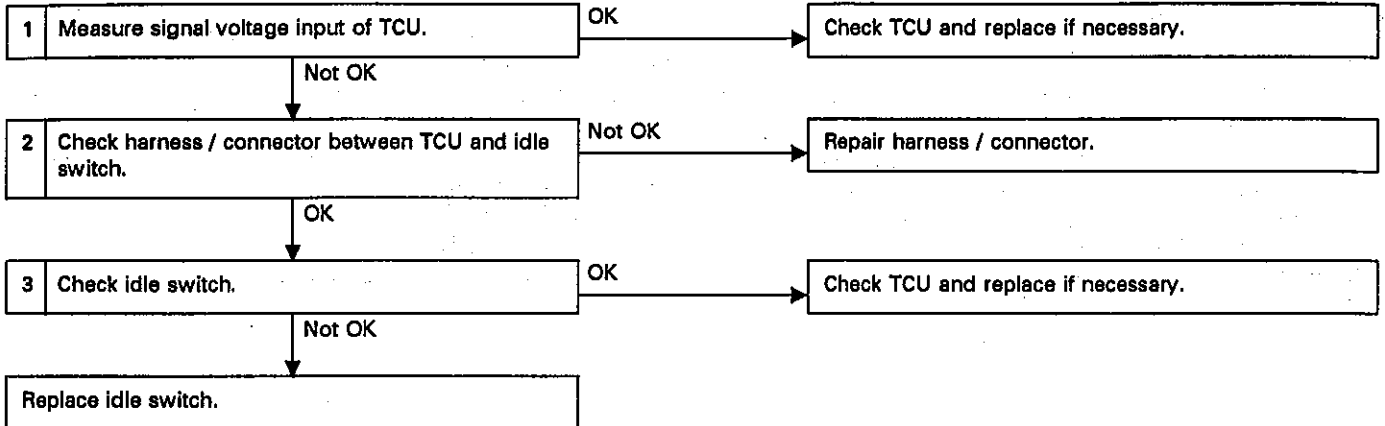 1 Measure signal voltage input of TCU.
OK
Check TCU and replace if necessary.
Not OK
2 Check harness / connector between TCU and idle
switch.
Not OK
Repair harness / connector.
OK
3 Check idle switch.
OK
Check TCU and replace if necessary.
Not OK
Replace idle switch.